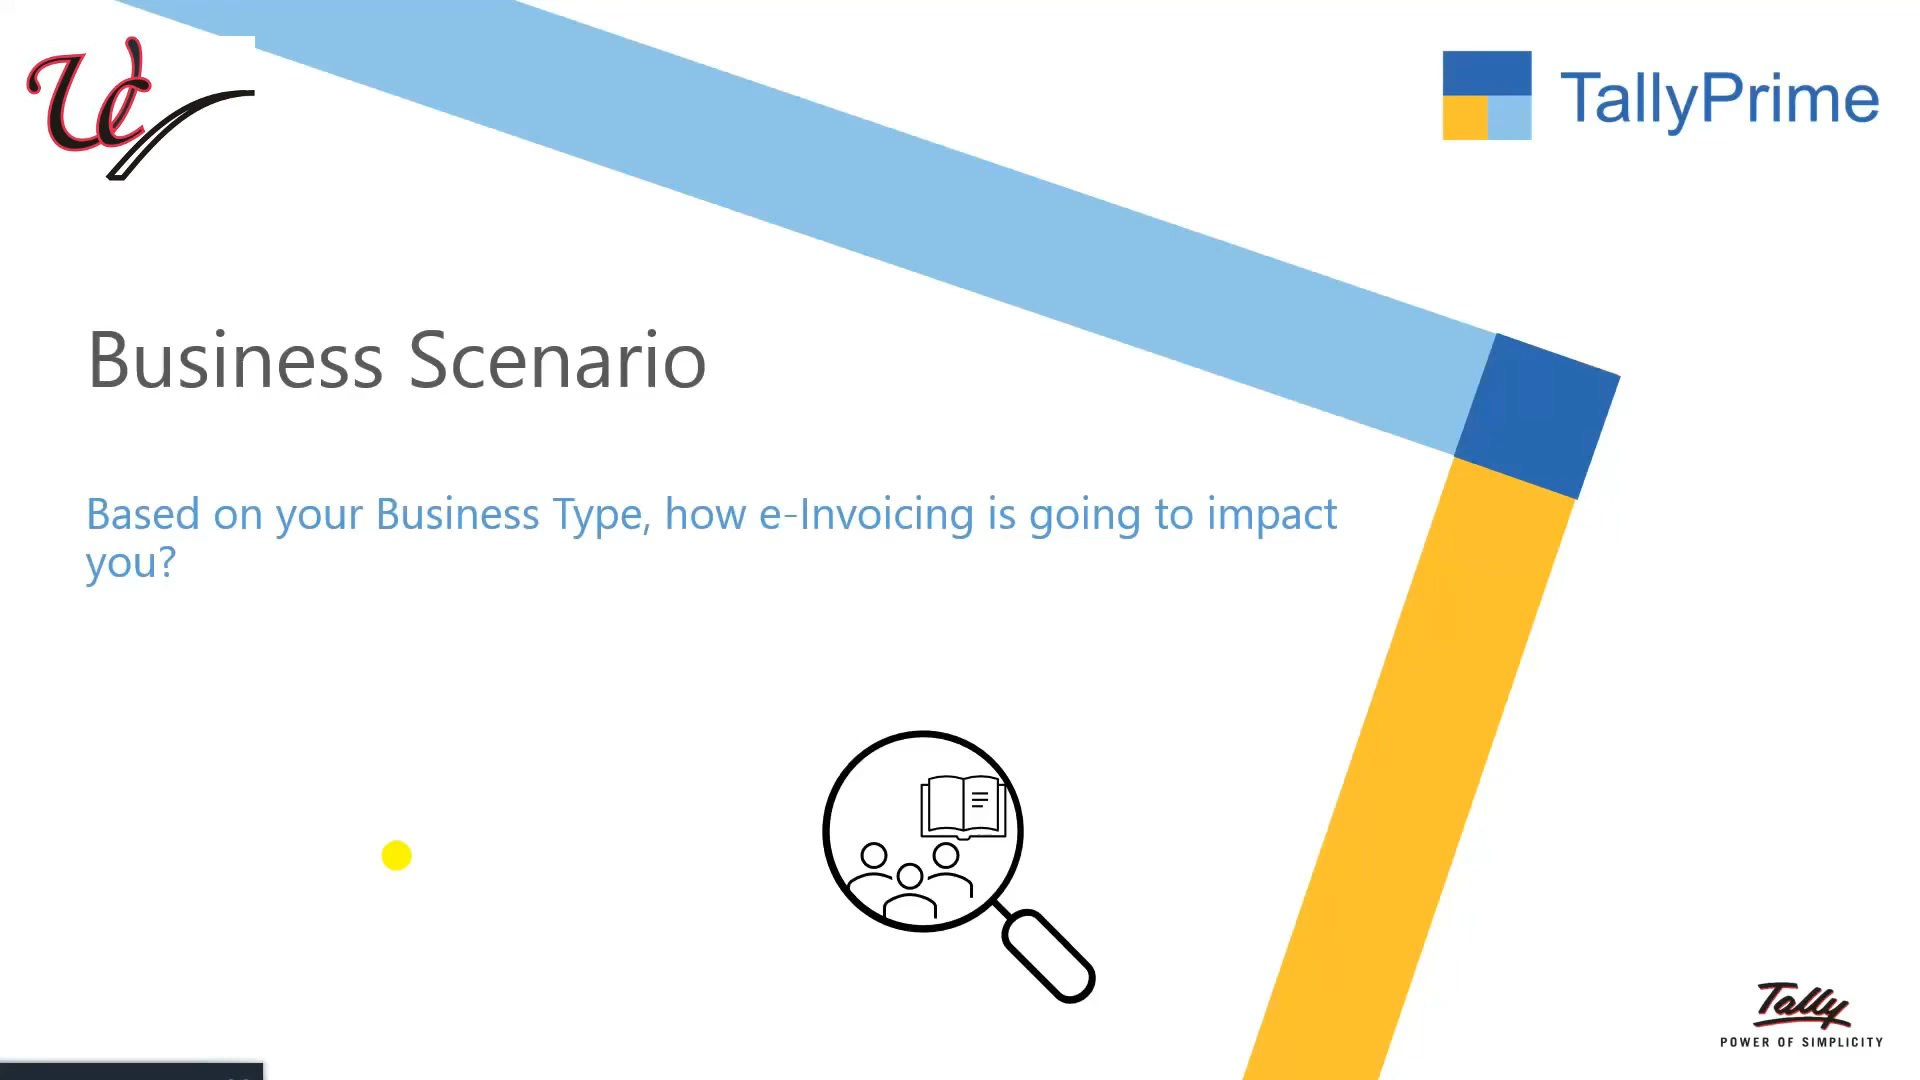 TallyPrime
Business Scenario
Based on your Business Type, how e-Invoicing is going to impact
you?
Tally
POWER OF SIMPLICITY